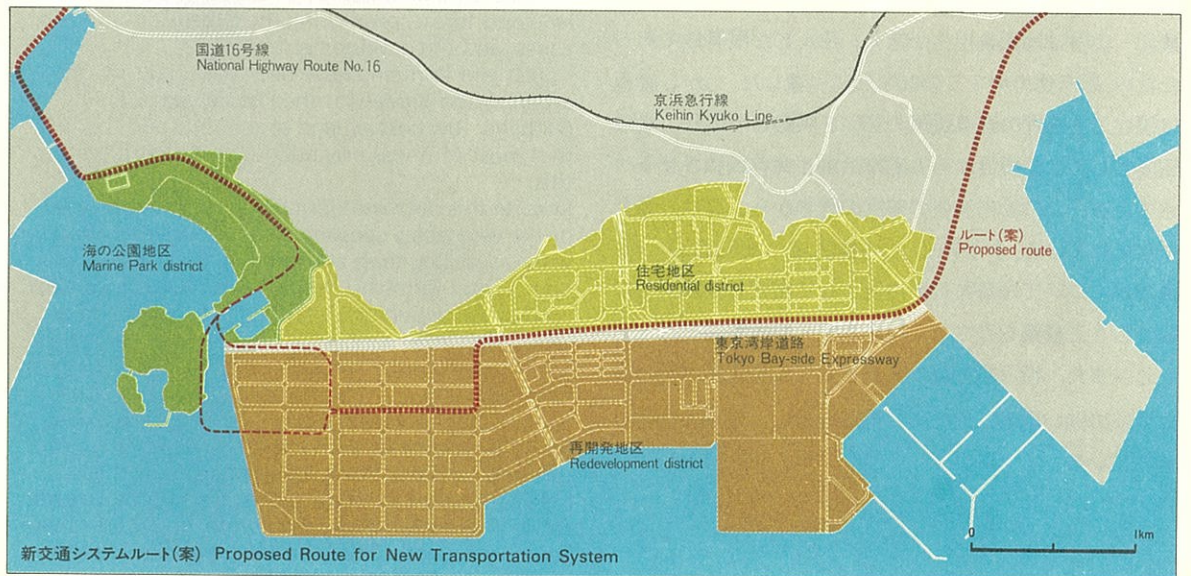 国道16号線
National Highway Route No.16
京浜急行線
Keihin Kyuko Line
海の公園地区
Marine Park district
住宅地区
Residential district
ルート(案)
Proposed route
東京湾岸道路
Tokyo Bay-side Expressway
再開発地区
Redevelopment district
0 1km
新交通システムルート(案) Proposed Route for New Transportation System